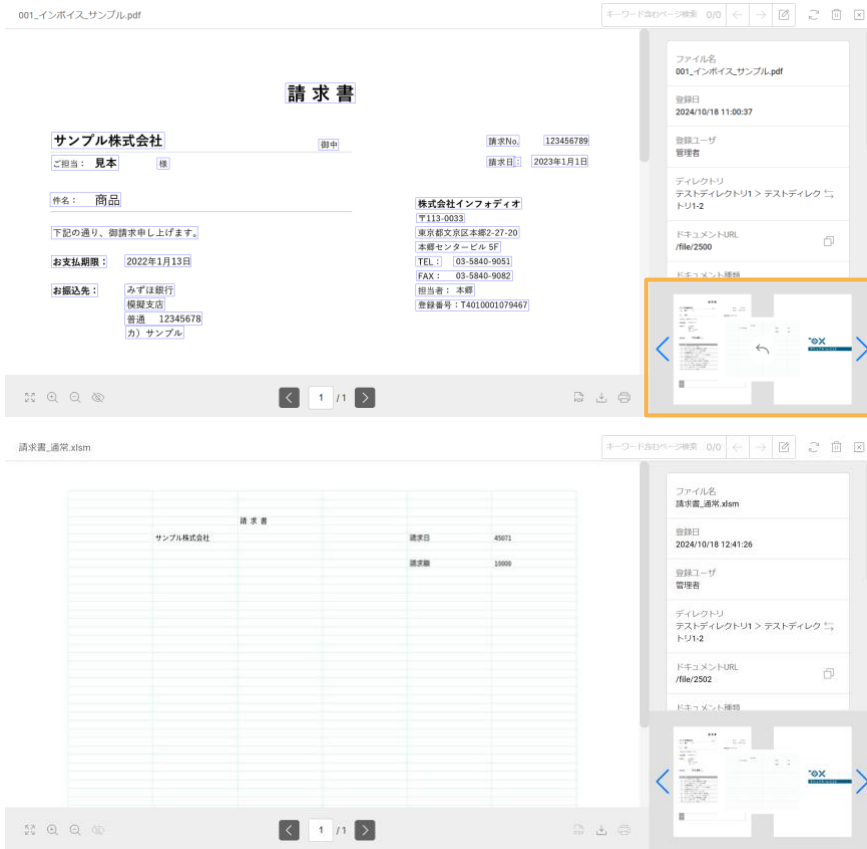 001_インボイス_サンプル.pdf
キーワード含むページ検索 0/0
請求書
サンプル株式会社 御中
ご担当： 見本 様
件名： 商品
下記の通り、御請求申し上げます。
お支払期限： 2022年1月13日
お振込先： みずほ銀行
模擬支店
普通 12345678
カ）サンプル
請求No. 123456789
請求日： 2023年1月1日
株式会社インフォディオ
〒113-0033
東京都文京区本郷2-27-20
本郷センタービル 5F
TEL： 03-5840-9051
FAX： 03-5840-9082
担当者： 本郷
登録番号：T4010001079467
1 /1
ファイル名
001_インボイス_サンプル.pdf
登録日
2024/10/18 11:00:37
登録ユーザ
管理者
ディレクトリ
テストディレクトリ1 > テストディレク
トリ1-2
ドキュメントURL
/file/2500
ドキュメント種類
請求書_通常.xlsm
キーワード含むページ検索 0/0
請求書
サンプル株式会社
請求日 45071
請求額 10000
1 /1
ファイル名
請求書_通常.xlsm
登録日
2024/10/18 12:41:26
登録ユーザ
管理者
ディレクトリ
テストディレクトリ1 > テストディレク
トリ1-2
ドキュメントURL
/file/2502
ドキュメント種類